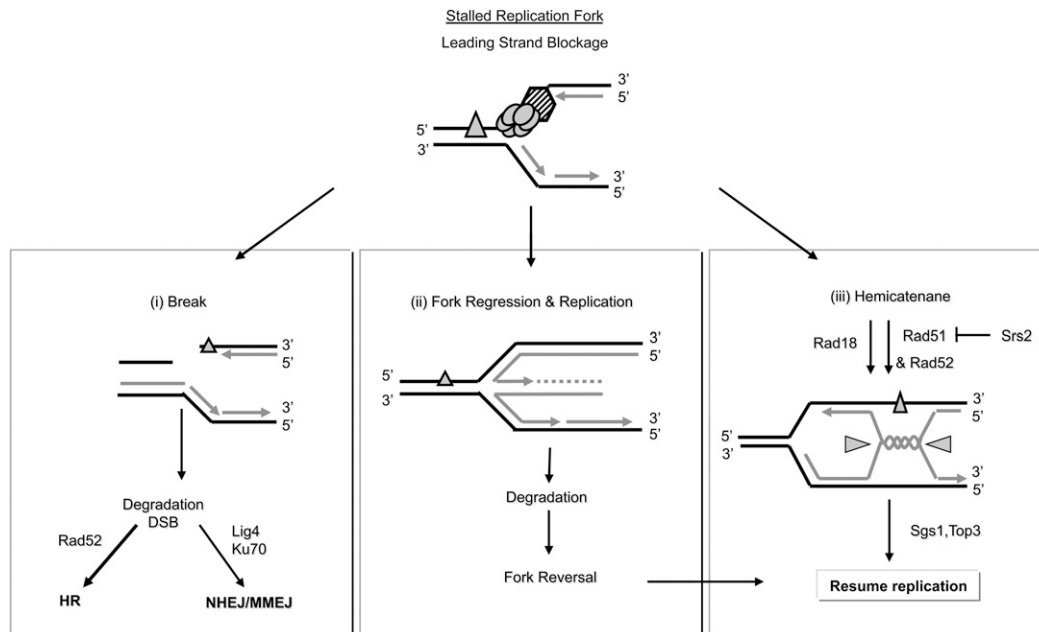 Stalled Replication Fork
Leading Strand Blockage
3’
5’
5’
3’
3’
5’
(i) Break
3’
5’
3’
5’
Degradation
DSB
Rad52
Lig4
Ku70
HR
NHEJ/MMEJ
(ii) Fork Regression & Replication
3’
5’
5’
3’
3’
5’
Degradation
Fork Reversal
(iii) Hemicatenane
Rad18
Rad51
& Rad52
Srs2
3’
5’
5’
3’
3’
5’
Sgs1,Top3
Resume replication